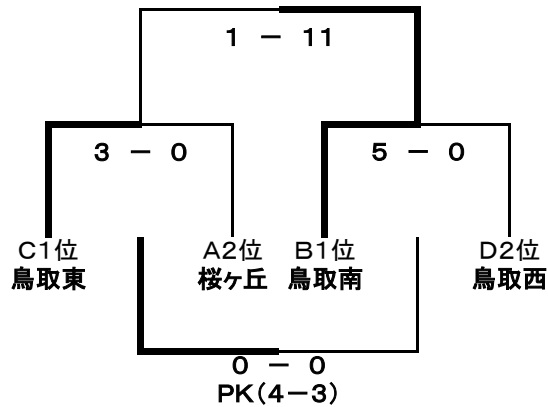 1 － 11
3 － 0
5 － 0
C1位
鳥取東
A2位
桜ヶ丘
B1位
鳥取南
D2位
鳥取西
0 － 0
PK(4－3)